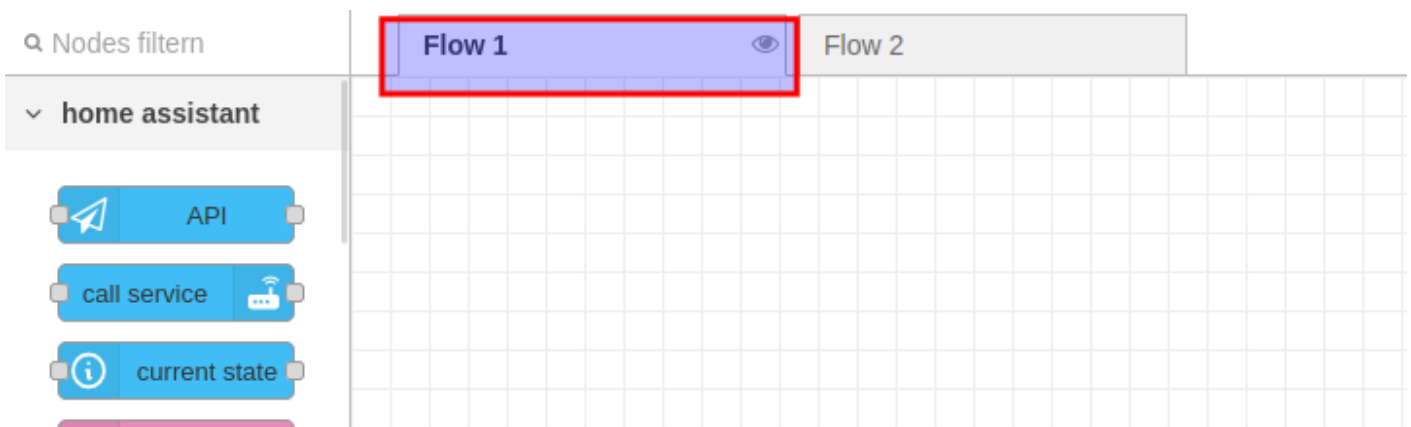 Nodes filtern
Flow 1
Flow 2
home assistant
API
call service
current state